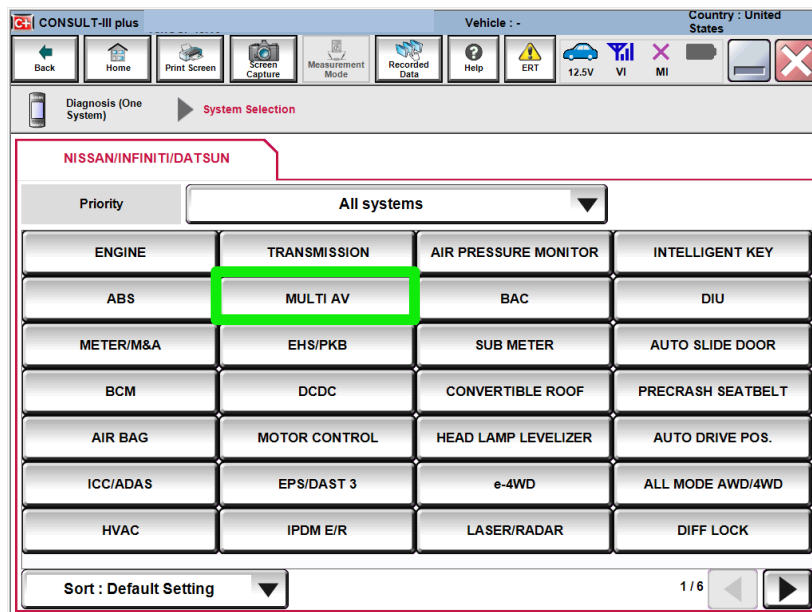 C+ CONSULT-III plus
Vehicle : -
Country : United
States
Back
Home
Print Screen
Screen
Capture
Measurement
Mode
Recorded
Data
Help
ERT
12.5V
VI
MI
Diagnosis (One
System)
System Selection
NISSAN/INFINITI/DATSUN
Priority
All systems
ENGINE TRANSMISSION AIR PRESSURE MONITOR INTELLIGENT KEY
ABS MULTI AV BAC DIU
METER/M&A EHS/PKB SUB METER AUTO SLIDE DOOR
BCM DCDC CONVERTIBLE ROOF PRECRASH SEATBELT
AIR BAG MOTOR CONTROL HEAD LAMP LEVELIZER AUTO DRIVE POS.
ICC/ADAS EPS/DAST 3 e-4WD ALL MODE AWD/4WD
HVAC IPDM E/R LASER/RADAR DIFF LOCK
Sort : Default Setting
1/6